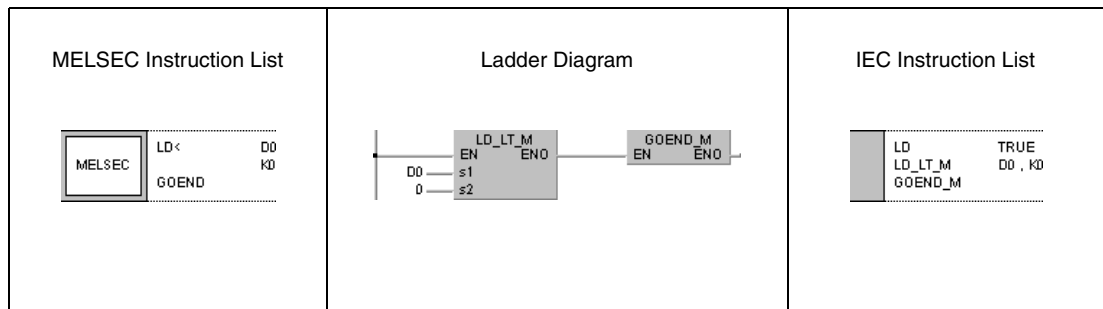 MELSEC Instruction List
MELSEC
LD< D0
K0
GOEND
Ladder Diagram
LD_LT_M
EN ENO
D0 s1
0 s2
GOEND_M
EN ENO
IEC Instruction List
LD TRUE
LD_LT_M D0 , K0
GOEND_M